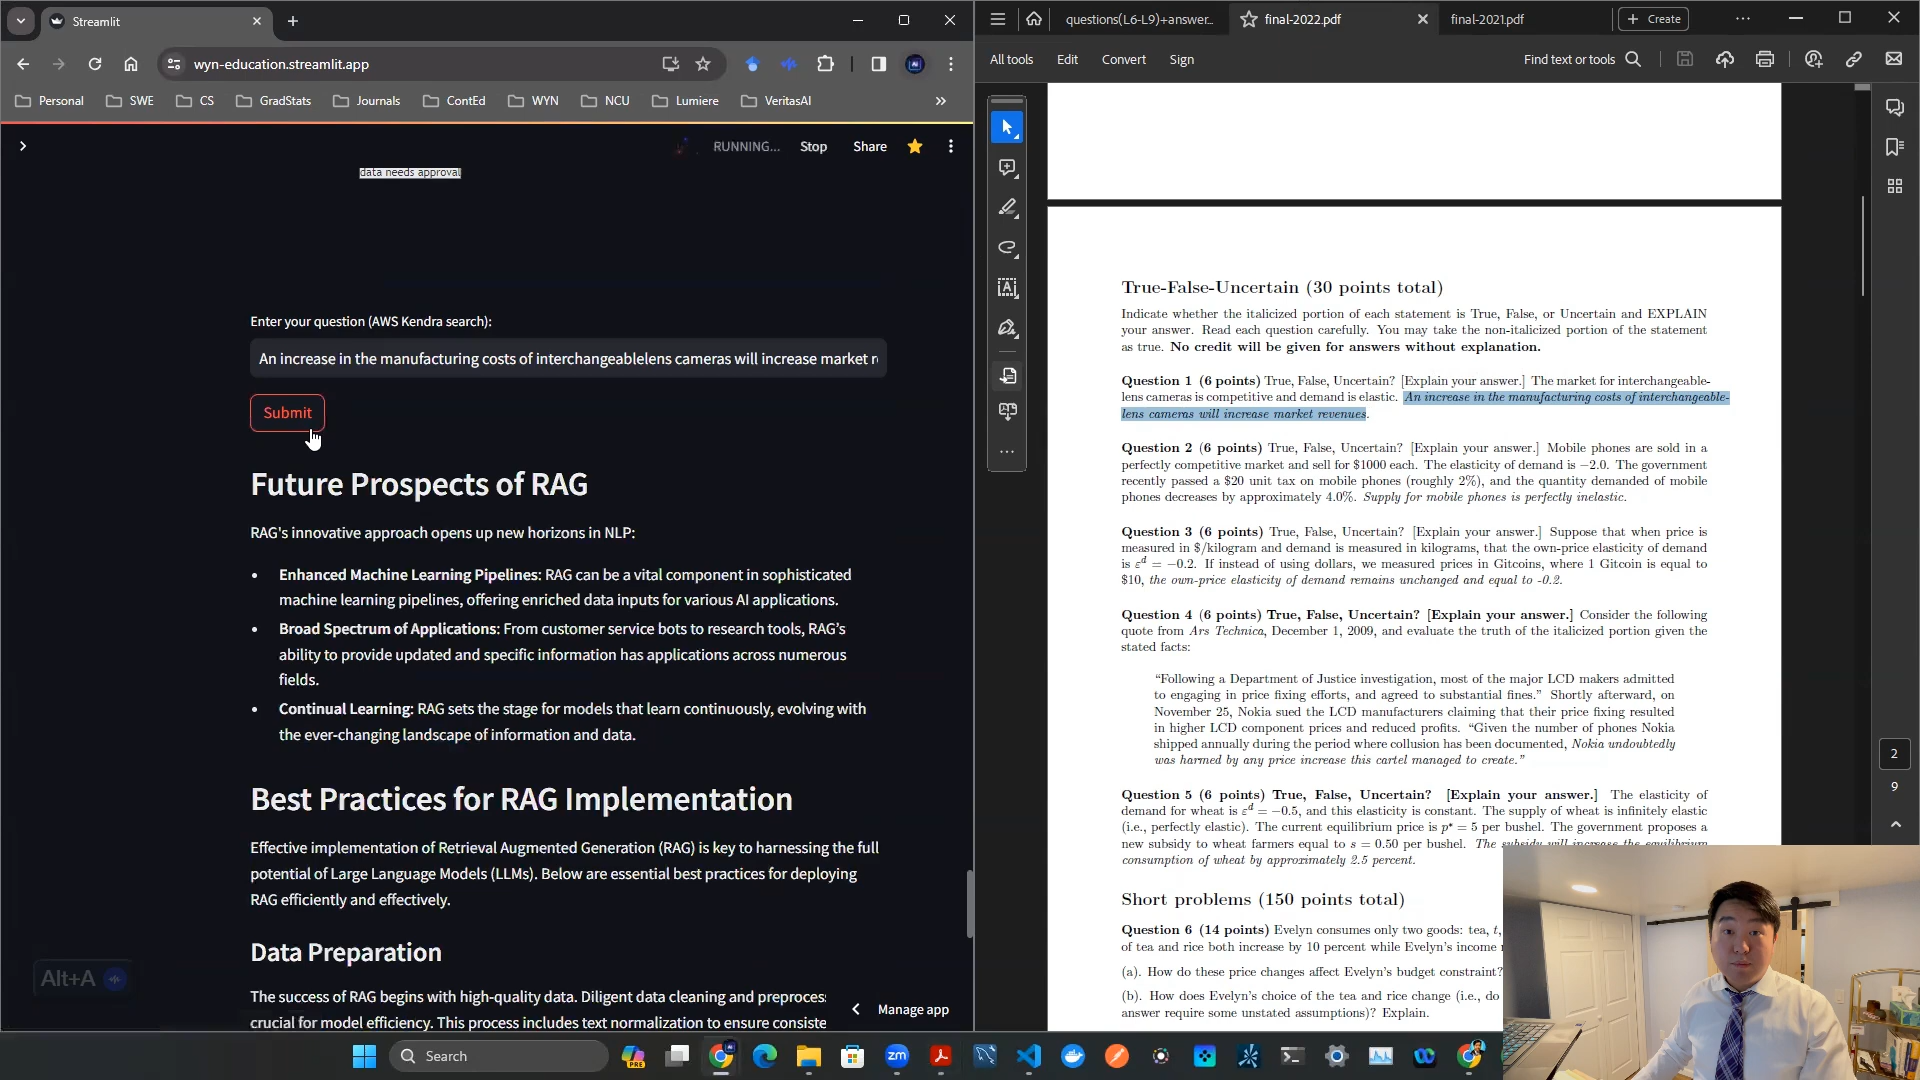 Streamlit
wyn-education.streamlit.app
Personal
SWE
CS
GradStats
Journals
ContEd
WYN
NCU
Lumiere
VeritasAI
RUNNING...
Stop
Share
data needs approval
Enter your question (AWS Kendra search):
An increase in the manufacturing costs of interchangeablelens cameras will increase market r
Submit
Future Prospects of RAG
RAG's innovative approach opens up new horizons in NLP:
• Enhanced Machine Learning Pipelines: RAG can be a vital component in sophisticated
machine learning pipelines, offering enriched data inputs for various AI applications.
• Broad Spectrum of Applications: From customer service bots to research tools, RAG’s
ability to provide updated and specific information has applications across numerous
fields.
• Continual Learning: RAG sets the stage for models that learn continuously, evolving with
the ever-changing landscape of information and data.
Best Practices for RAG Implementation
Effective implementation of Retrieval Augmented Generation (RAG) is key to harnessing the full
potential of Large Language Models (LLMs). Below are essential best practices for deploying
RAG efficiently and effectively.
Data Preparation
The success of RAG begins with high-quality data. Diligent data cleaning and preprocess
crucial for model efficiency. This process includes text normalization to ensure consiste
Alt+A
Manage app
questions(L6-L9)+answer...
final-2022.pdf
final-2021.pdf
Create
All tools
Edit
Convert
Sign
Find text or tools
True-False-Uncertain (30 points total)
Indicate whether the italicized portion of each statement is True, False, or Uncertain and EXPLAIN
your answer. Read each question carefully. You may take the non-italicized portion of the statement
as true. No credit will be given for answers without explanation.
Question 1 (6 points) True, False, Uncertain? [Explain your answer.] The market for interchangeable-
lens cameras is competitive and demand is elastic. An increase in the manufacturing costs of interchangeable-
lens cameras will increase market revenues.
Question 2 (6 points) True, False, Uncertain? [Explain your answer.] Mobile phones are sold in a
perfectly competitive market and sell for $1000 each. The elasticity of demand is −2.0. The government
recently passed a $20 unit tax on mobile phones (roughly 2%), and the quantity demanded of mobile
phones decreases by approximately 4.0%. Supply for mobile phones is perfectly inelastic.
Question 3 (6 points) True, False, Uncertain? [Explain your answer.] Suppose that when price is
measured in $/kilogram and demand is measured in kilograms, that the own-price elasticity of demand
is εᵈ = −0.2. If instead of using dollars, we measured prices in Gitcoins, where 1 Gitcoin is equal to
$10, the own-price elasticity of demand remains unchanged and equal to -0.2.
Question 4 (6 points) True, False, Uncertain? [Explain your answer.] Consider the following
quote from Ars Technica, December 1, 2009, and evaluate the truth of the italicized portion given the
stated facts:
“Following a Department of Justice investigation, most of the major LCD makers admitted
to engaging in price fixing efforts, and agreed to substantial fines.” Shortly afterward, on
November 25, Nokia sued the LCD manufacturers claiming that their price fixing resulted
in higher LCD component prices and reduced profits. “Given the number of phones Nokia
shipped annually during the period where collusion has been documented, Nokia undoubtedly
was harmed by any price increase this cartel managed to create.”
Question 5 (6 points) True, False, Uncertain? [Explain your answer.] The elasticity of
demand for wheat is εᵈ = −0.5, and this elasticity is constant. The supply of wheat is infinitely elastic
(i.e., perfectly elastic). The current equilibrium price is p* = 5 per bushel. The government proposes a
new subsidy to wheat farmers equal to s = 0.50 per bushel. The subsidy will increase the equilibrium
consumption of wheat by approximately 2.5 percent.
Short problems (150 points total)
Question 6 (14 points) Evelyn consumes only two goods: tea, t,
of tea and rice both increase by 10 percent while Evelyn's income
(a). How do these price changes affect Evelyn's budget constraint?
(b). How does Evelyn's choice of the tea and rice change (i.e., do
answer require some unstated assumptions)? Explain.
2
9
Search
PRE
zm